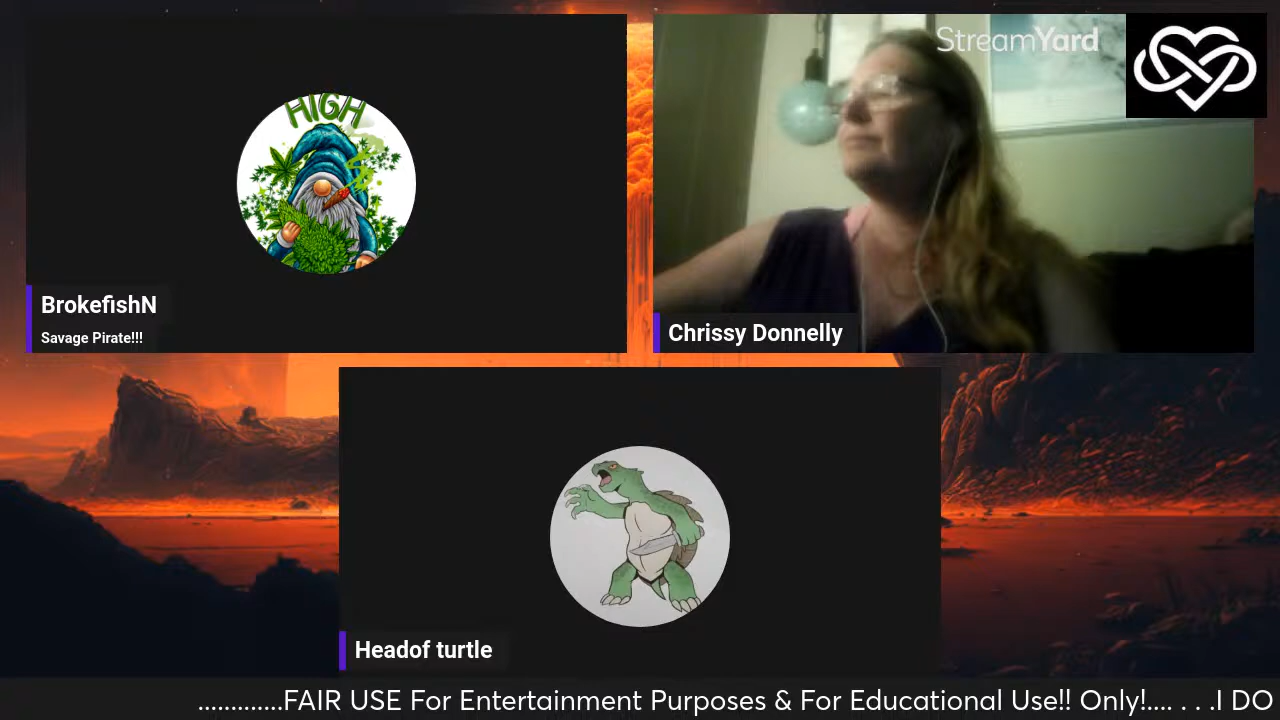 HIGH
BrokefishN
Savage Pirate!!!
StreamYard
Chrissy Donnelly
Headof turtle
.............FAIR USE For Entertainment Purposes & For Educational Use!! Only!.... . . .I DO